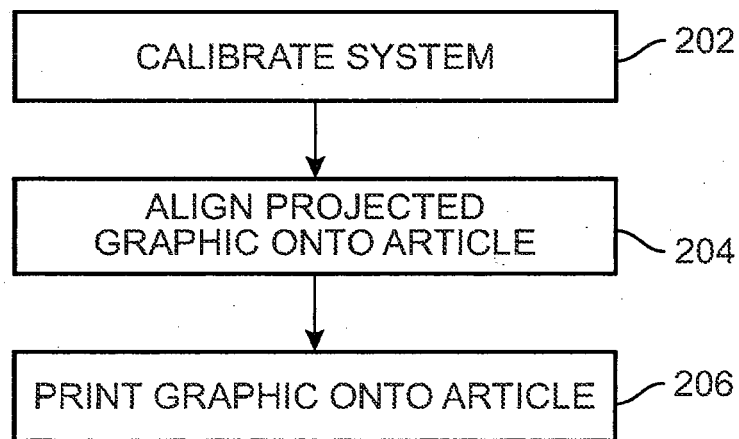 CALIBRATE SYSTEM
202
ALIGN PROJECTED
GRAPHIC ONTO ARTICLE
204
PRINT GRAPHIC ONTO ARTICLE
206